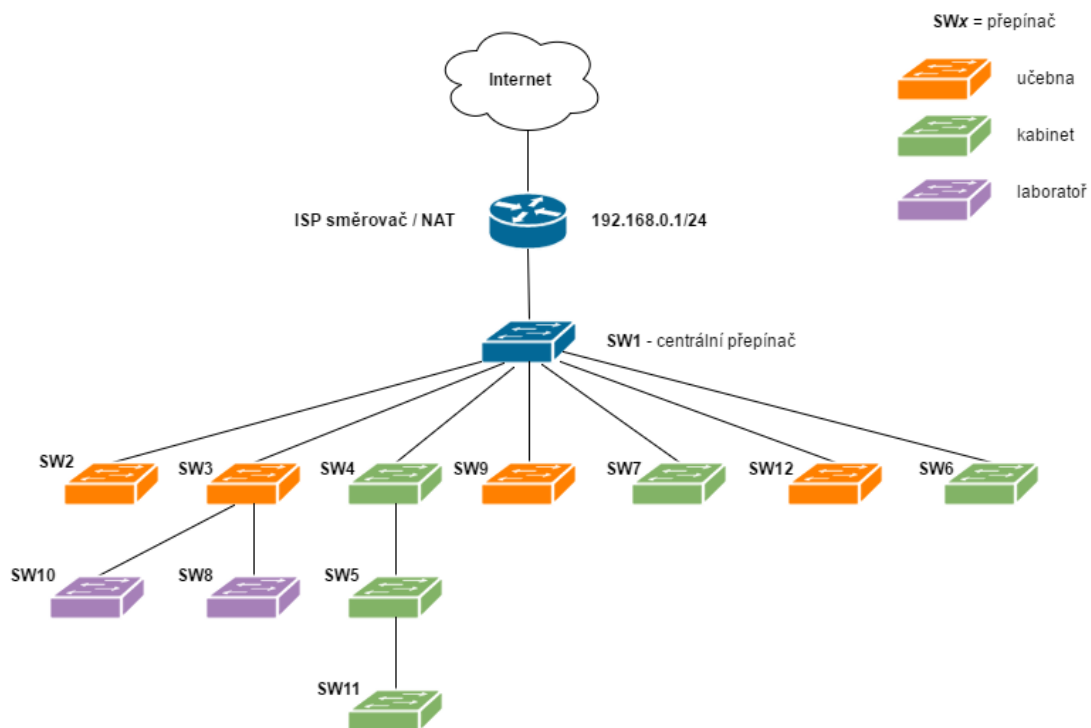 SWx = přepínač
Internet
učebna
kabinet
laboratoř
ISP směrovač / NAT
192.168.0.1/24
SW1 - centrální přepínač
SW2
SW3
SW4
SW9
SW7
SW12
SW6
SW10
SW8
SW5
SW11